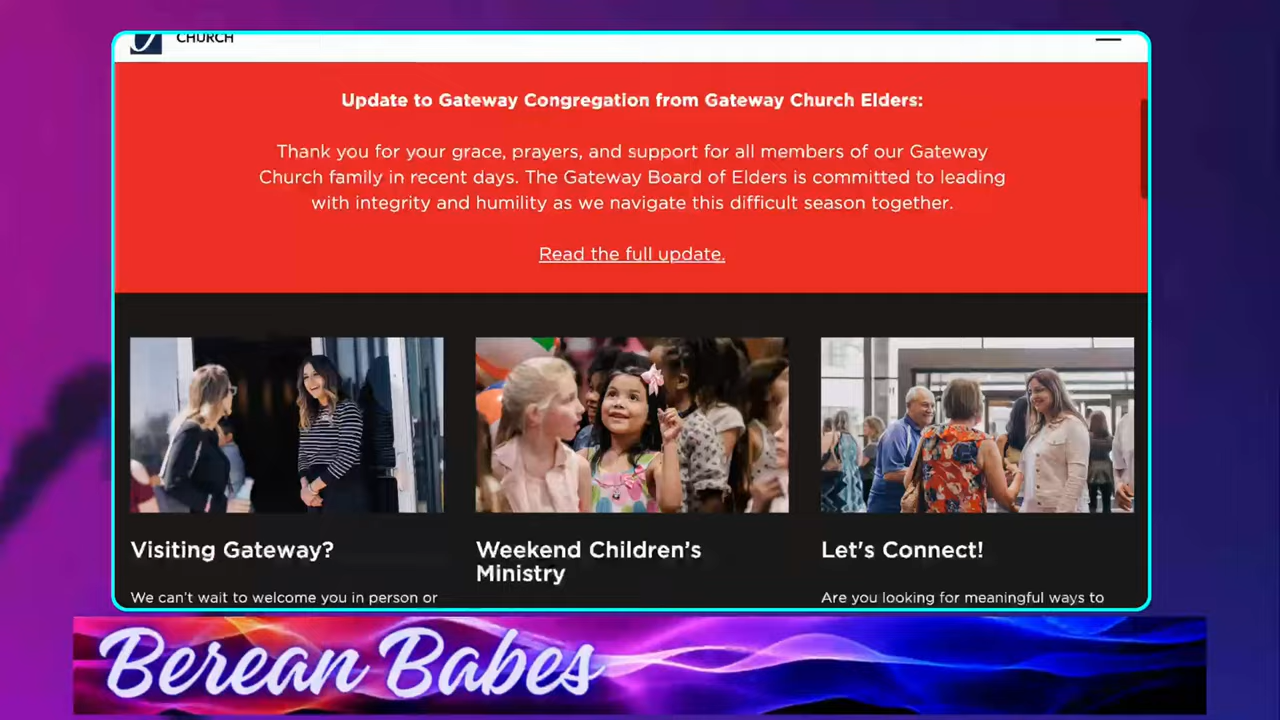 CHURCH
Update to Gateway Congregation from Gateway Church Elders:
Thank you for your grace, prayers, and support for all members of our Gateway
Church family in recent days. The Gateway Board of Elders is committed to leading
with integrity and humility as we navigate this difficult season together.
Read the full update.
Visiting Gateway?
We can't wait to welcome you in person or
Weekend Children's
Ministry
Let's Connect!
Are you looking for meaningful ways to
Berean Babes